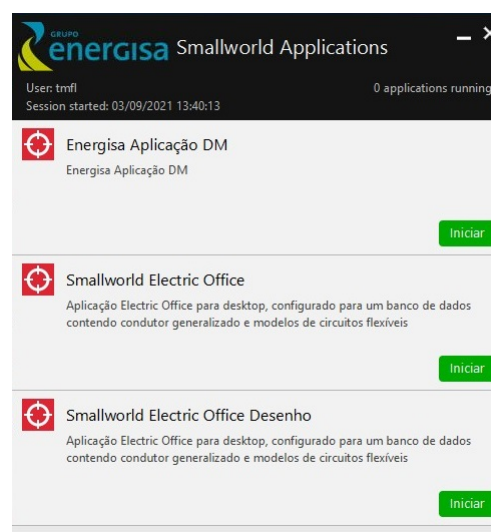 GRUPO
energisa Smallworld Applications
User: tmfl
0 applications running
Session started: 03/09/2021 13:40:13
Energisa Aplicação DM
Energisa Aplicação DM
Iniciar
Smallworld Electric Office
Aplicação Electric Office para desktop, configurado para um banco de dados
contendo condutor generalizado e modelos de circuitos flexíveis
Iniciar
Smallworld Electric Office Desenho
Aplicação Electric Office para desktop, configurado para um banco de dados
contendo condutor generalizado e modelos de circuitos flexíveis
Iniciar